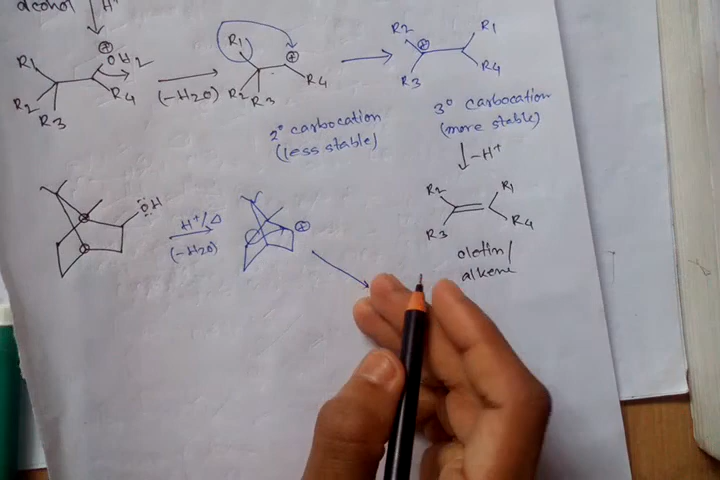 alcohol H⁺
R1 ⊕ OH2 R4 R2 R3
(-H2O)
R1 ⊕ R4 R2 R3
R2 ⊕ R1 R3 R4
2° carbocation
(less stable)
3° carbocation
(more stable)
-H⁺
R2 R1 R3 R4
olefin/
alkene
ÖH
H⁺/Δ
(-H2O)
⊕